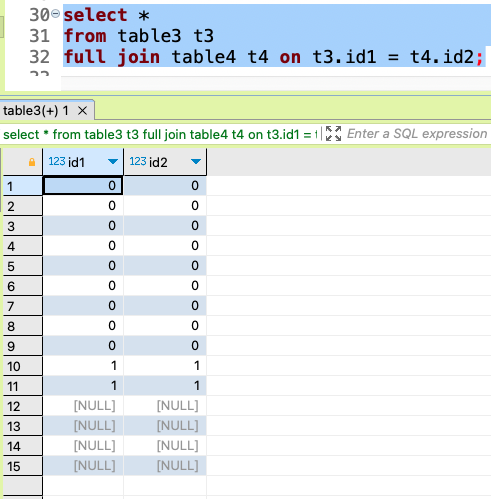 30 select *
31 from table3 t3
32 full join table4 t4 on t3.id1 = t4.id2;
table3(+) 1
select * from table3 t3 full join table4 t4 on t3.id1 = t Enter a SQL expression
123 id1 123 id2
1 0 0
2 0 0
3 0 0
4 0 0
5 0 0
6 0 0
7 0 0
8 0 0
9 0 0
10 1 1
11 1 1
12 [NULL] [NULL]
13 [NULL] [NULL]
14 [NULL] [NULL]
15 [NULL] [NULL]